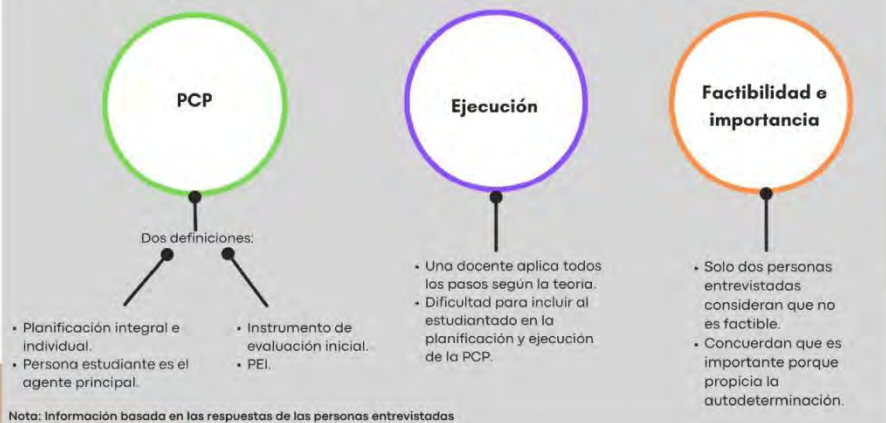 PCP
Ejecución
Factibilidad e
importancia
Dos definiciones:
• Planificación integral e
individual.
• Persona estudiante es el
agente principal.
• Instrumento de
evaluación inicial.
• PEI.
• Una docente aplica todos
los pasos según la teoría.
• Dificultad para incluir al
estudiantado en la
planificación y ejecución
de la PCP.
• Solo dos personas
entrevistadas
consideran que no
es factible.
• Concuerdan que es
importante porque
propicia la
autodeterminación.
Nota: Información basada en las respuestas de las personas entrevistadas